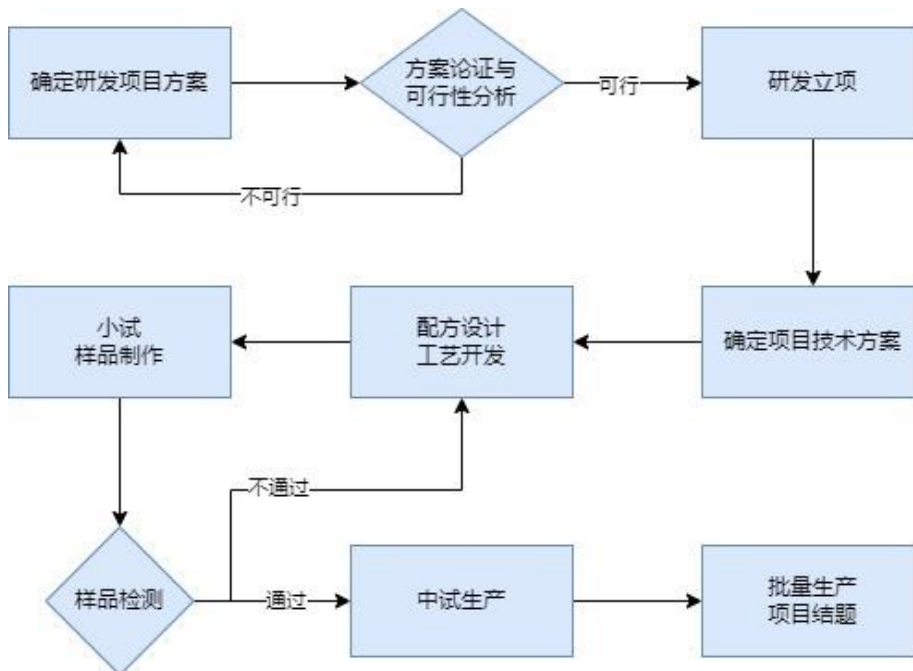 确定研发项目方案
方案论证与
可行性分析
可行
研发立项
不可行
小试
样品制作
配方设计
工艺开发
确定项目技术方案
不通过
样品检测
通过
中试生产
批量生产
项目结题